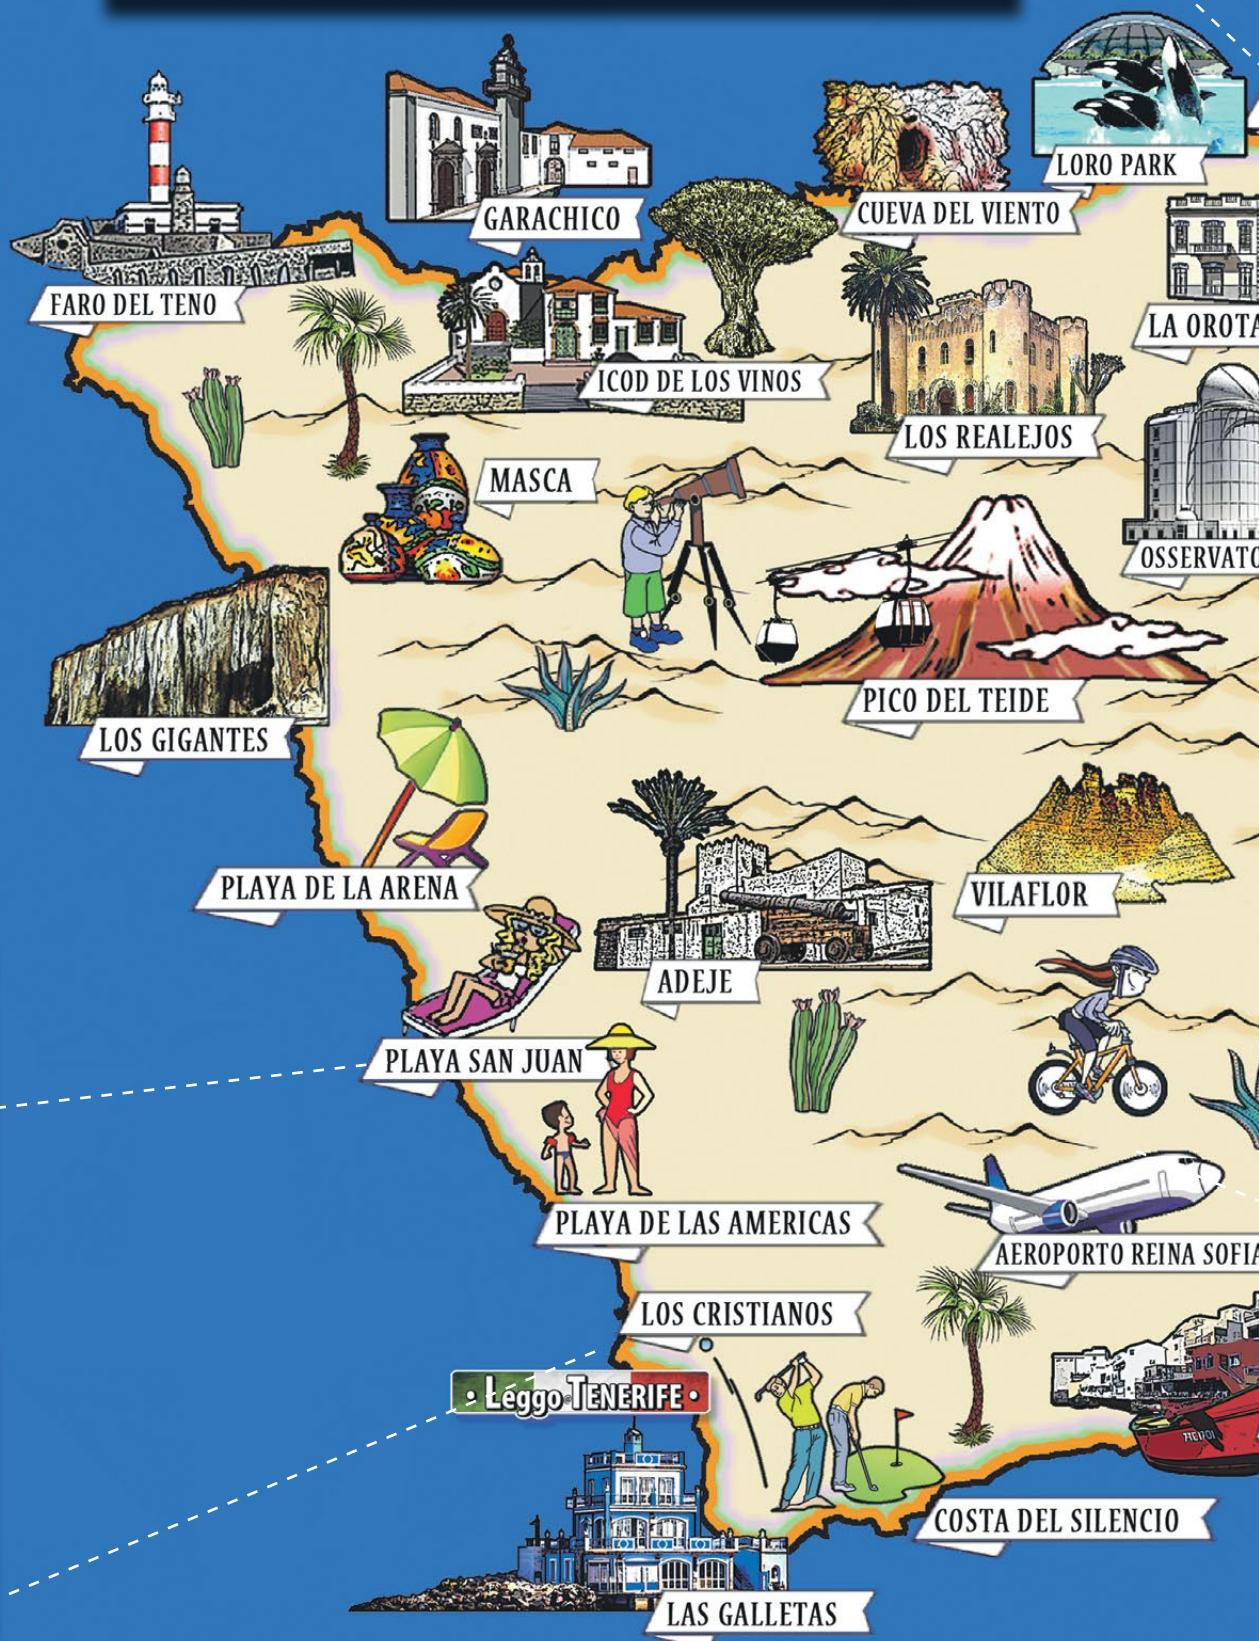 LORO PARK
GARACHICO
CUEVA DEL VIENTO
FARO DEL TENO
LA OROTA
ICOD DE LOS VINOS
LOS REALEJOS
MASCA
OSSERVATO
PICO DEL TEIDE
LOS GIGANTES
PLAYA DE LA ARENA
VILAFLOR
ADEJE
PLAYA SAN JUAN
PLAYA DE LAS AMERICAS
AEROPORTO REINA SOFIA
LOS CRISTIANOS
• Leggo TENERIFE •
COSTA DEL SILENCIO
LAS GALLETAS